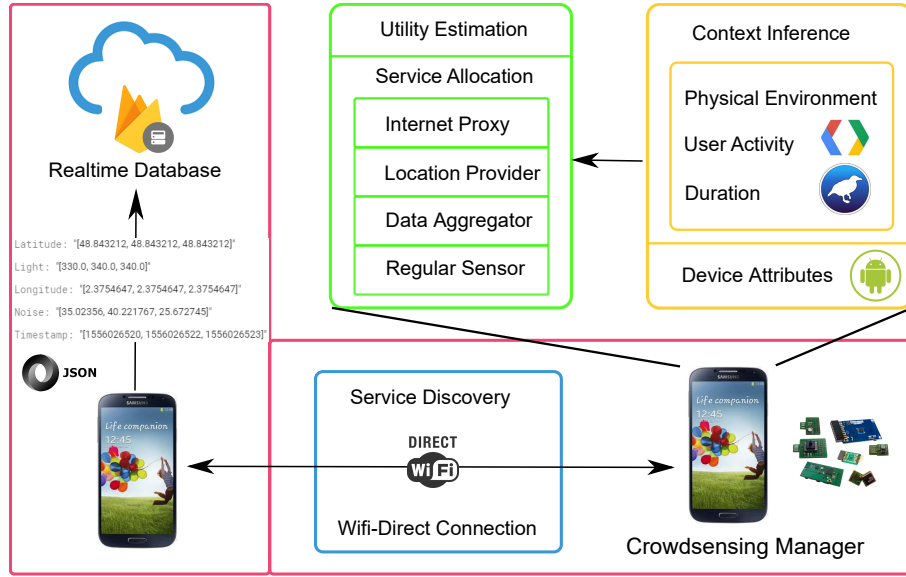 Realtime Database
Latitude: "[48.843212, 48.843212, 48.843212]"
Light: "[330.0, 340.0, 340.0]"
Longitude: "[2.3754647, 2.3754647, 2.3754647]"
Noise: "[35.02356, 40.221767, 25.672745]"
Timestamp: "[1556026520, 1556026522, 1556026523]"
JSON
SAMSUNG
Life companion
12:45
Utility Estimation
Service Allocation
Internet Proxy
Location Provider
Data Aggregator
Regular Sensor
Context Inference
Physical Environment
User Activity
Duration
Device Attributes
Service Discovery
DIRECT
WiFi
Wifi-Direct Connection
SAMSUNG
Life companion
12:45
Crowdsensing Manager